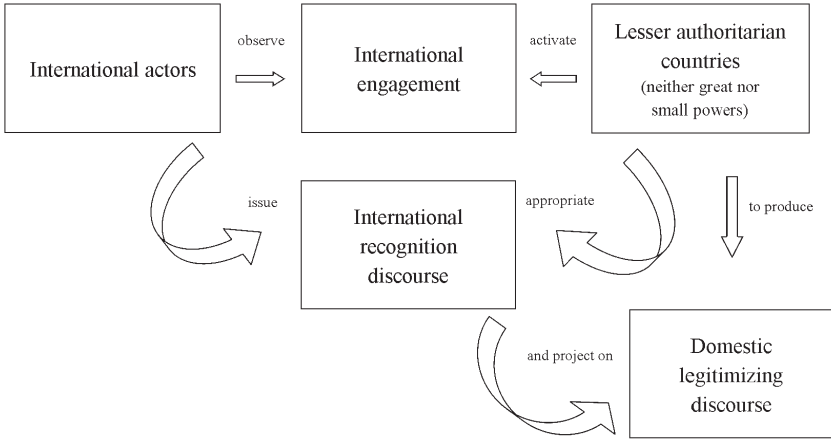 International actors
observe
International
engagement
activate
Lesser authoritarian
countries
(neither great nor
small powers)
issue
International
recognition
discourse
appropriate
to produce
and project on
Domestic
legitimizing
discourse